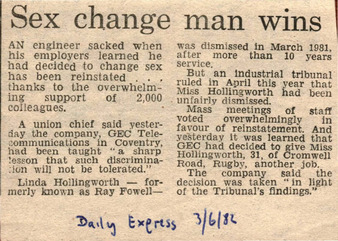 Sex change man wins
AN engineer sacked when
his employers learned he
had decided to change sex
has been reinstated —
thanks to the overwhelm-
ing support of 2,000
colleagues.
A union chief said yester-
day the company, GEC Tele-
communications in Coventry,
had been taught "a sharp
lesson that such discrimina-
tion will not be tolerated."
Linda Hollingworth — for-
merly known as Ray Fowell—
was dismissed in March 1981,
after more than 10 years
service.
But an industrial tribunal
ruled in April this year that
Miss Hollingworth had been
unfairly dismissed.
Mass meetings of staff
voted overwhelmingly in
favour of reinstatement. And
yesterday it was learned that
GEC had decided to give Miss
Hollingworth, 31, of Cromwell
Road, Rugby, another job.
The company said the
decision was taken "in light
of the Tribunal's findings."
Daily Express 3/6/82